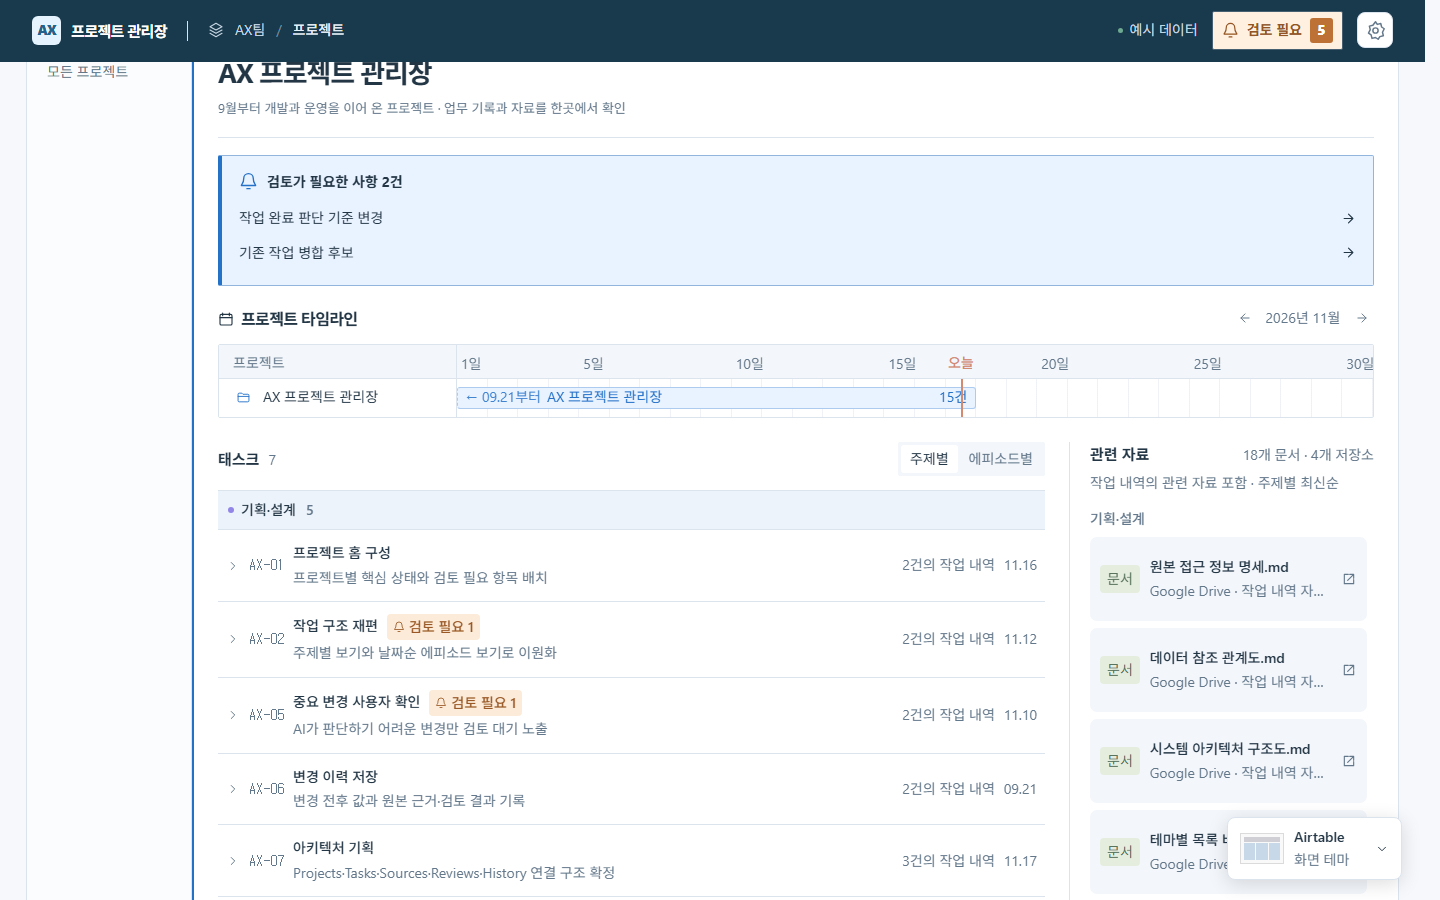 AX 프로젝트 관리장 AX팀 / 프로젝트 예시 데이터 검토 필요 5
모든 프로젝트
AX 프로젝트 관리장
9월부터 개발과 운영을 이어 온 프로젝트 · 업무 기록과 자료를 한곳에서 확인
검토가 필요한 사항 2건
작업 완료 판단 기준 변경 →
기존 작업 병합 후보 →
프로젝트 타임라인 ← 2026년 11월 →
프로젝트 1일 5일 10일 15일 오늘 20일 25일 30일
AX 프로젝트 관리장 ← 09.21부터 AX 프로젝트 관리장 15건
태스크 7 주제별 에피소드별
기획·설계 5
AX-01 프로젝트 홈 구성 2건의 작업 내역 11.16
프로젝트별 핵심 상태와 검토 필요 항목 배치
AX-02 작업 구조 재편 검토 필요 1 2건의 작업 내역 11.12
주제별 보기와 날짜순 에피소드 보기로 이원화
AX-05 중요 변경 사용자 확인 검토 필요 1 2건의 작업 내역 11.10
AI가 판단하기 어려운 변경만 검토 대기 노출
AX-06 변경 이력 저장 2건의 작업 내역 09.21
변경 전후 값과 원본 근거·검토 결과 기록
AX-07 아키텍처 기획 3건의 작업 내역 11.17
Projects·Tasks·Sources·Reviews·History 연결 구조 확정
관련 자료 18개 문서 · 4개 저장소
작업 내역의 관련 자료 포함 · 주제별 최신순
기획·설계
문서 원본 접근 정보 명세.md
Google Drive · 작업 내역 자...
문서 데이터 참조 관계도.md
Google Drive · 작업 내역 자...
문서 시스템 아키텍처 구조도.md
Google Drive · 작업 내역 자...
문서 테마별 목록
Google Drive
Airtable
화면 테마